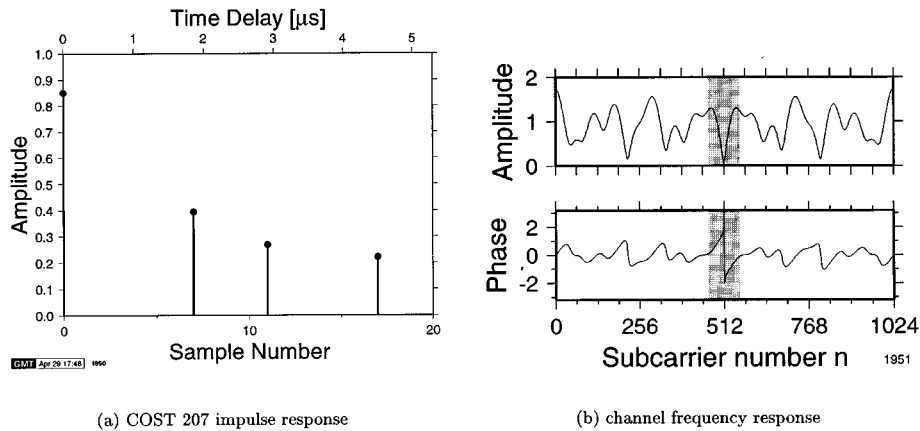 Time Delay [µs]
0 1 2 3 4 5
1.0
0.9
0.8
0.7
0.6
0.5
0.4
0.3
0.2
0.1
0.0
Amplitude
0 10 20
Sample Number
GMT Apr 29 17:48 1950
(a) COST 207 impulse response
2
1
0
Amplitude
2
0
-2
Phase
0 256 512 768 1024
Subcarrier number n
1951
(b) channel frequency response